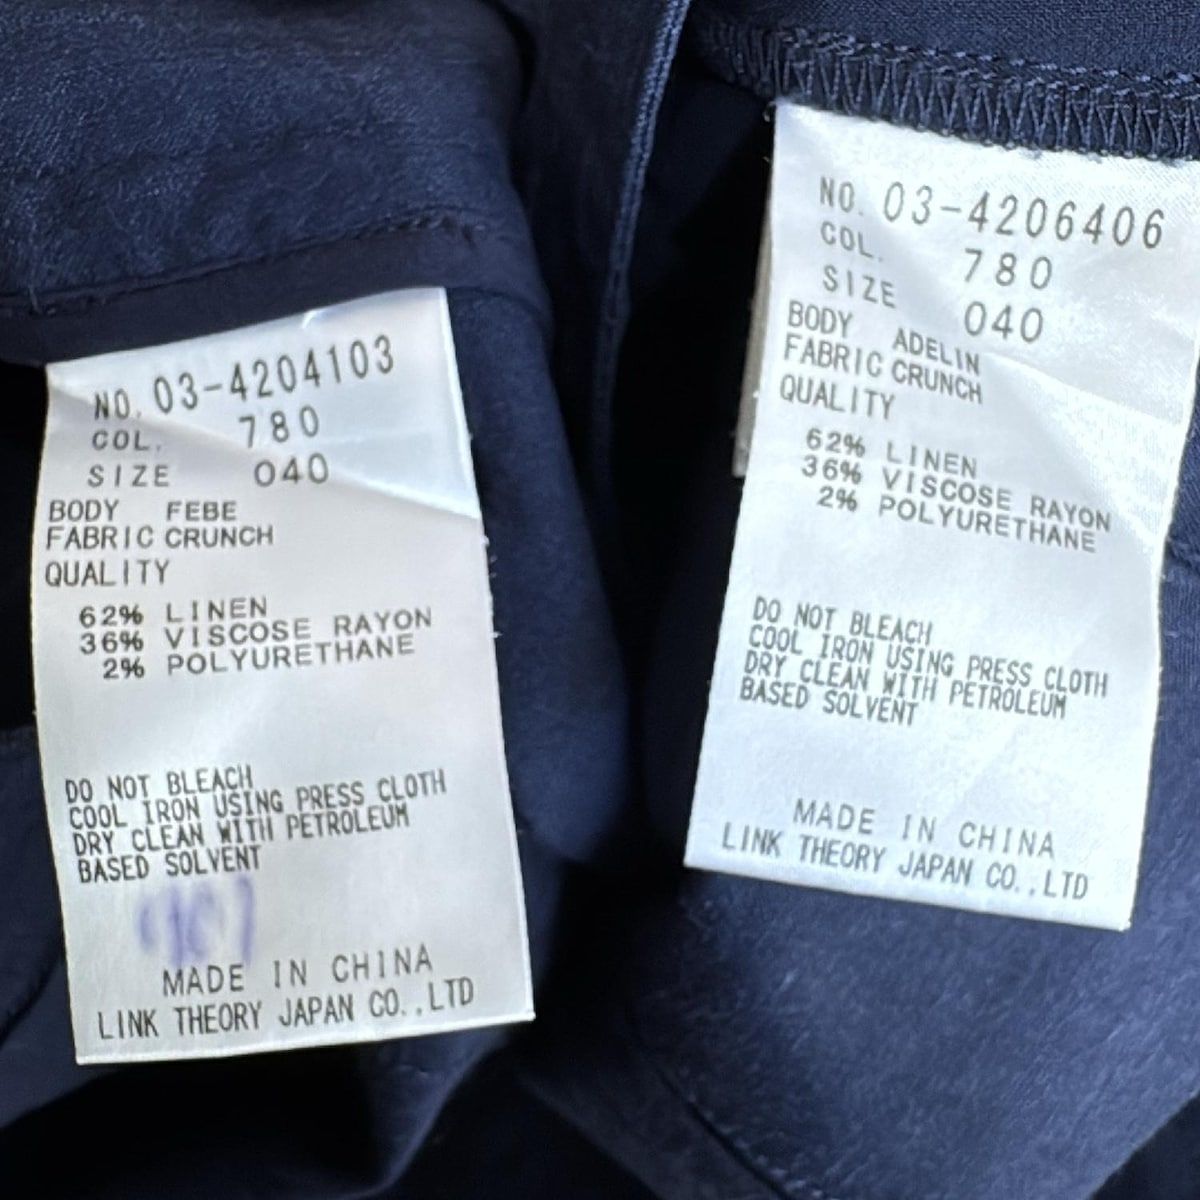 NO. 03-4204103
COL. 780
SIZE 040
BODY FEBE
FABRIC CRUNCH
QUALITY
62% LINEN
36% VISCOSE RAYON
2% POLYURETHANE
DO NOT BLEACH
COOL IRON USING PRESS CLOTH
DRY CLEAN WITH PETROLEUM
BASED SOLVENT
MADE IN CHINA
LINK THEORY JAPAN CO.,LTD
NO. 03-4206406
COL. 780
SIZE 040
BODY ADELIN
FABRIC CRUNCH
QUALITY
62% LINEN
36% VISCOSE RAYON
2% POLYURETHANE
DO NOT BLEACH
COOL IRON USING PRESS CLOTH
DRY CLEAN WITH PETROLEUM
BASED SOLVENT
MADE IN CHINA
LINK THEORY JAPAN CO.,LTD